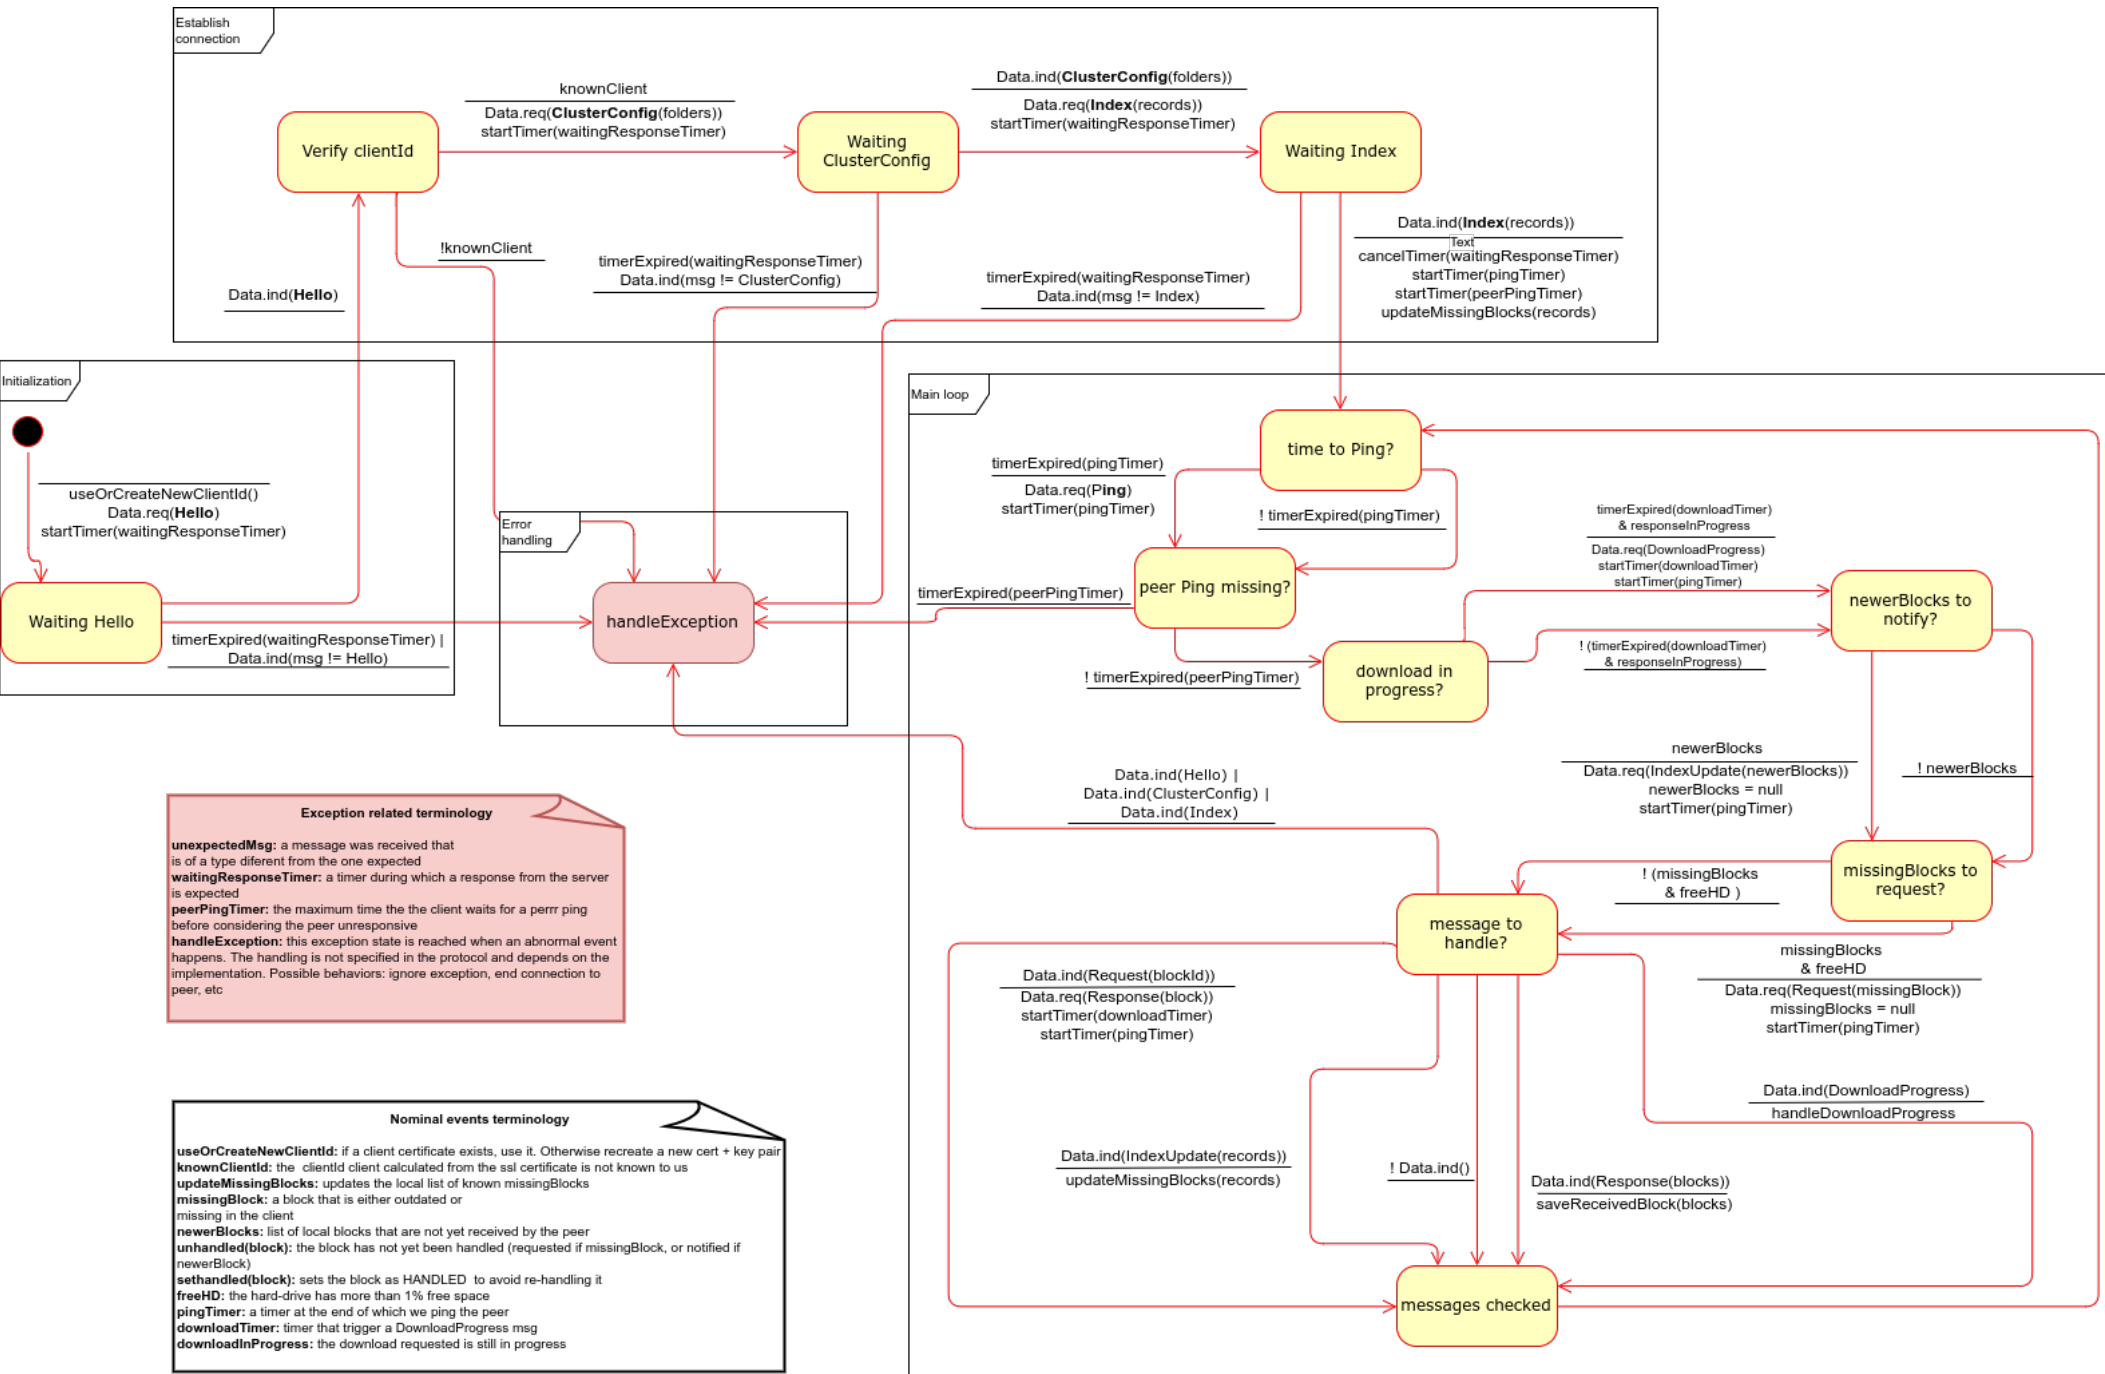 Establish
connection
knownClient
Data.req(ClusterConfig(folders))
startTimer(waitingResponseTimer)
Data.ind(ClusterConfig(folders))
Data.req(Index(records))
startTimer(waitingResponseTimer)
Verify clientId
Waiting
ClusterConfig
Waiting Index
!knownClient
Data.ind(Hello)
timerExpired(waitingResponseTimer)
Data.ind(msg != ClusterConfig)
timerExpired(waitingResponseTimer)
Data.ind(msg != Index)
Data.ind(Index(records))
Text
cancelTimer(waitingResponseTimer)
startTimer(pingTimer)
startTimer(peerPingTimer)
updateMissingBlocks(records)
Initialization
useOrCreateNewClientId()
Data.req(Hello)
startTimer(waitingResponseTimer)
Waiting Hello
timerExpired(waitingResponseTimer) |
Data.ind(msg != Hello)
Error
handling
handleException
Main loop
time to Ping?
timerExpired(pingTimer)
Data.req(Ping)
startTimer(pingTimer)
! timerExpired(pingTimer)
peer Ping missing?
timerExpired(peerPingTimer)
! timerExpired(peerPingTimer)
download in
progress?
timerExpired(downloadTimer)
& responseInProgress
Data.req(DownloadProgress)
startTimer(downloadTimer)
startTimer(pingTimer)
! (timerExpired(downloadTimer)
& responseInProgress)
newerBlocks to
notify?
newerBlocks
Data.req(IndexUpdate(newerBlocks))
newerBlocks = null
startTimer(pingTimer)
! newerBlocks
missingBlocks to
request?
! (missingBlocks
& freeHD )
missingBlocks
& freeHD
Data.req(Request(missingBlock))
missingBlocks = null
startTimer(pingTimer)
Data.ind(Hello) |
Data.ind(ClusterConfig) |
Data.ind(Index)
message to
handle?
Data.ind(Request(blockId))
Data.req(Response(block))
startTimer(downloadTimer)
startTimer(pingTimer)
Data.ind(DownloadProgress)
handleDownloadProgress
Data.ind(IndexUpdate(records))
updateMissingBlocks(records)
! Data.ind()
Data.ind(Response(blocks))
saveReceivedBlock(blocks)
messages checked
Exception related terminology
unexpectedMsg: a message was received that
is of a type diferent from the one expected
waitingResponseTimer: a timer during which a response from the server
is expected
peerPingTimer: the maximum time the the client waits for a perrr ping
before considering the peer unresponsive
handleException: this exception state is reached when an abnormal event
happens. The handling is not specified in the protocol and depends on the
implementation. Possible behaviors: ignore exception, end connection to
peer, etc
Nominal events terminology
useOrCreateNewClientId: if a client certificate exists, use it. Otherwise recreate a new cert + key pair
knownClientId: the clientId client calculated from the ssl certificate is not known to us
updateMissingBlocks: updates the local list of known missingBlocks
missingBlock: a block that is either outdated or
missing in the client
newerBlocks: list of local blocks that are not yet received by the peer
unhandled(block): the block has not yet been handled (requested if missingBlock, or notified if
newerBlock)
sethandled(block): sets the block as HANDLED to avoid re-handling it
freeHD: the hard-drive has more than 1% free space
pingTimer: a timer at the end of which we ping the peer
downloadTimer: timer that trigger a DownloadProgress msg
downloadInProgress: the download requested is still in progress